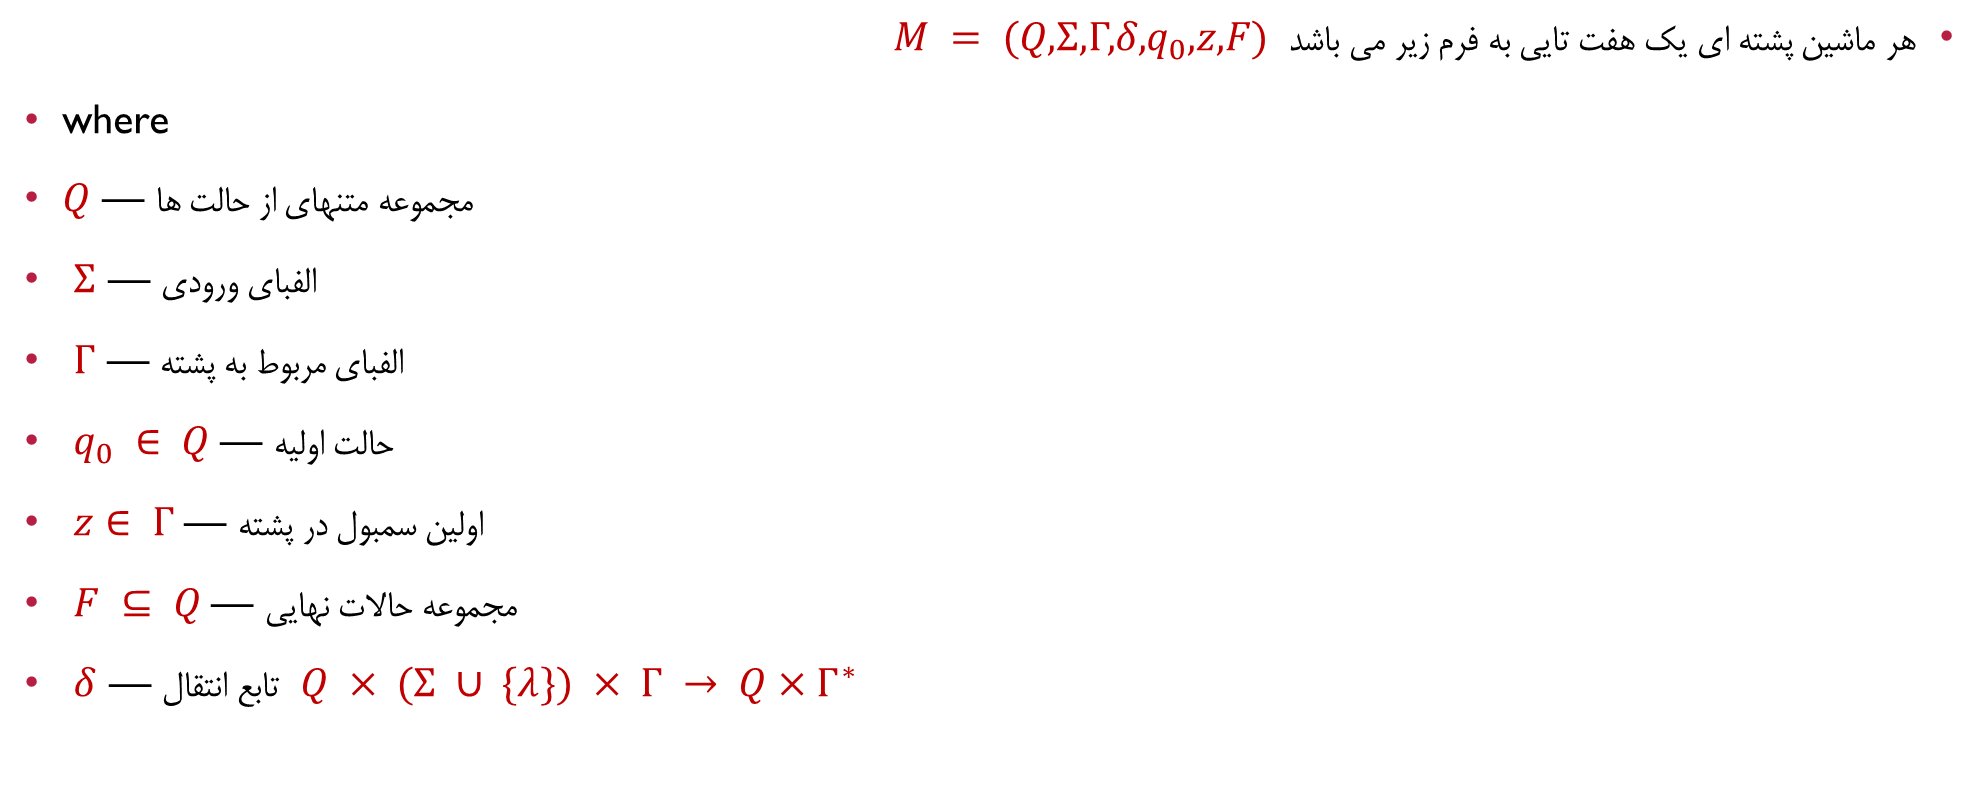 • هر ماشین پشته ای یک هفت تایی به فرم زیر می باشد M = (Q,Σ,Γ,δ,q₀,z,F)
• where
• Q — مجموعه متنهای از حالت ها
• Σ — الفبای ورودی
• Γ — الفبای مربوط به پشته
• q₀ ∈ Q — حالت اولیه
• z ∈ Γ — اولین سمبول در پشته
• F ⊆ Q — مجموعه حالات نهایی
• δ — تابع انتقال Q × (Σ ∪ {λ}) × Γ → Q × Γ*